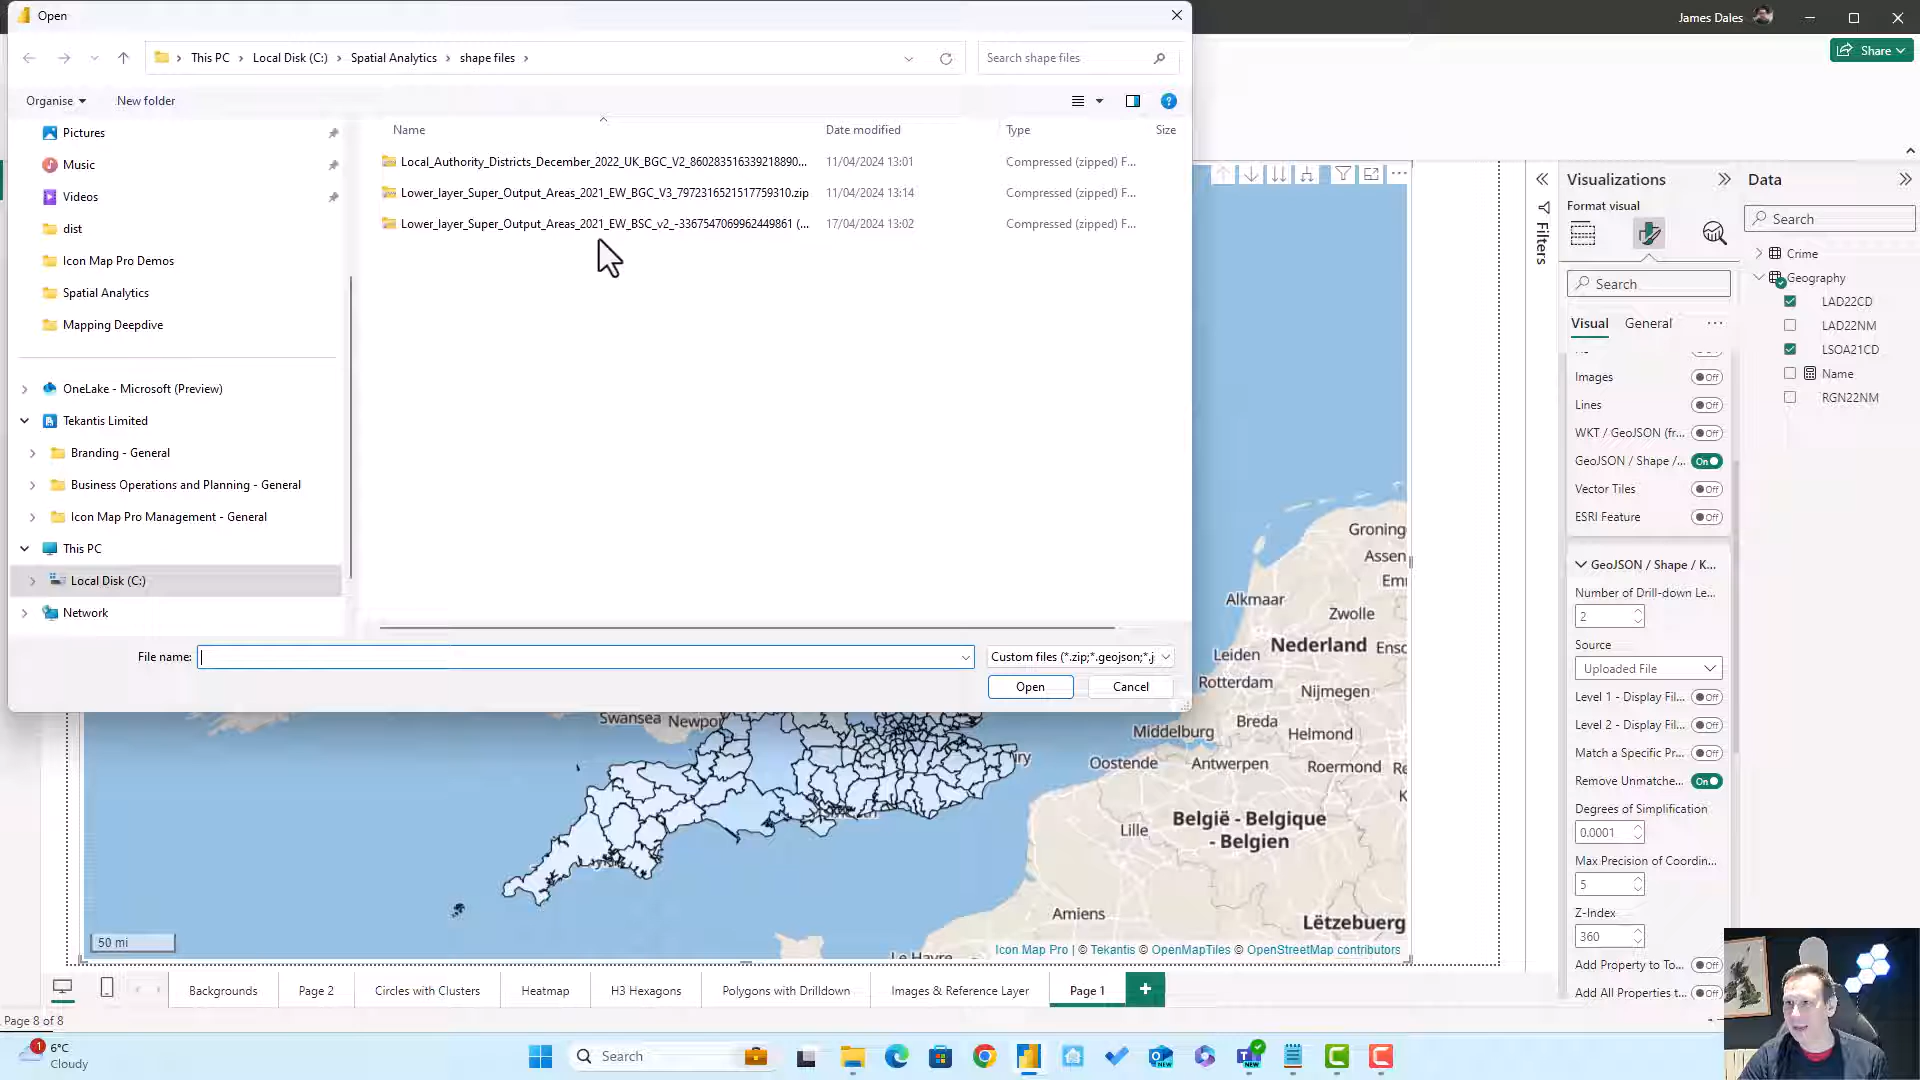 Open
James Dales
Share
This PC
Local Disk (C:)
Spatial Analytics
shape files
Search shape files
Organise
New folder
Name
Date modified
Type
Size
Pictures
Music
Videos
dist
Icon Map Pro Demos
Spatial Analytics
Mapping Deepdive
OneLake - Microsoft (Preview)
Tekantis Limited
Branding - General
Business Operations and Planning - General
Icon Map Pro Management - General
This PC
Local Disk (C:)
Network
Local_Authority_Districts_December_2022_UK_BGC_V2_860283516339218890... 11/04/2024 13:01 Compressed (zipped) F...
Lower_layer_Super_Output_Areas_2021_EW_BGC_V3_7972316521517759310.zip 11/04/2024 13:14 Compressed (zipped) F...
Lower_layer_Super_Output_Areas_2021_EW_BSC_v2_-3367547069962449861 (... 17/04/2024 13:02 Compressed (zipped) F...
File name:
Custom files (*.zip;*.geojson;*.j
Open
Cancel
Filters
Visualizations
Format visual
Search
Visual
General
Images Off
Lines Off
WKT / GeoJSON (fr... Off
GeoJSON / Shape /... On
Vector Tiles Off
ESRI Feature Off
GeoJSON / Shape / K...
Number of Drill-down Le...
2
Source
Uploaded File
Level 1 - Display Fil... Off
Level 2 - Display Fil... Off
Match a Specific Pr... Off
Remove Unmatche... On
Degrees of Simplification
0.0001
Max Precision of Coordin...
5
Z-Index
360
Add Property to To... Off
Add All Properties t... Off
Data
Search
Crime
Geography
LAD22CD
LAD22NM
LSOA21CD
Name
RGN22NM
Groning
Assen
Em
Alkmaar
Zwolle
Nederland
Ensc
Leiden
Amers
Rotterdam
Nijmegen
Swansea
Newpo
Middelburg
Breda
Helmond
Oostende
Eindhoven
Antwerpen
Roermond
Lille
België - Belgique
- Belgien
Amiens
Lëtzebuerg
Le Havre
50 mi
Icon Map Pro | © Tekantis © OpenMapTiles © OpenStreetMap contributors
Backgrounds
Page 2
Circles with Clusters
Heatmap
H3 Hexagons
Polygons with Drilldown
Images & Reference Layer
Page 1
+
Page 8 of 8
1
6°C
Cloudy
Search
NEW
NEW